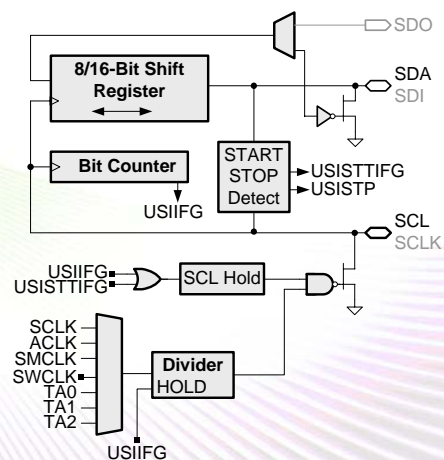 SDO
8/16-Bit Shift
Register
SDA
SDI
Bit Counter
USIIFG
START
STOP
Detect
USISTTIFG
USISTP
SCL
SCLK
USIIFG
USISTTIFG
SCL Hold
SCLK
ACLK
SMCLK
SWCLK
TA0
TA1
TA2
Divider
HOLD
USIIFG